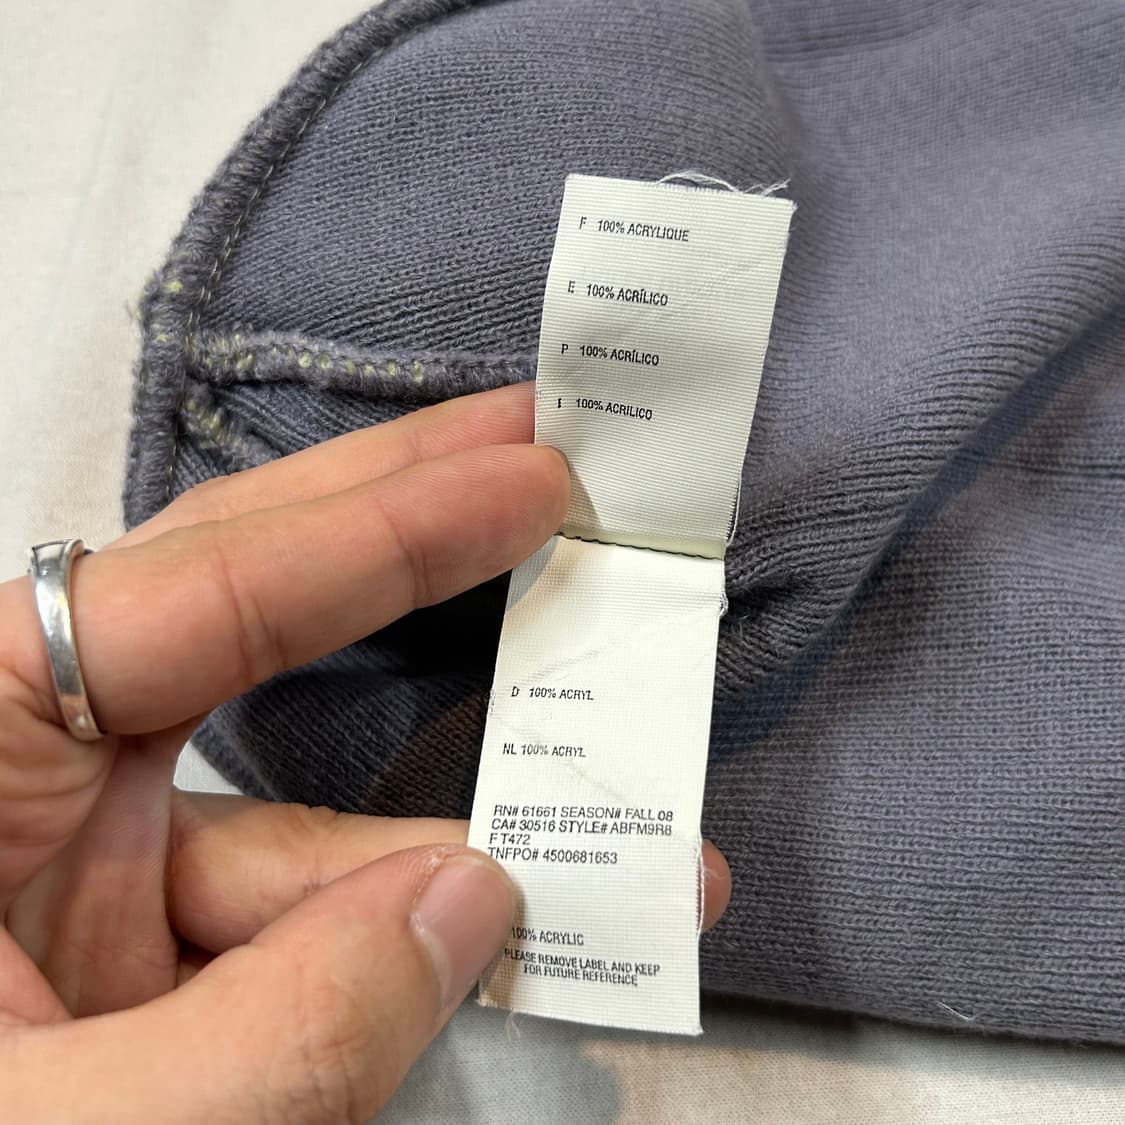 F 100% ACRYLIQUE
E 100% ACRÍLICO
P 100% ACRÍLICO
I 100% ACRILICO
D 100% ACRYL
NL 100% ACRYL
RN# 61661 SEASON# FALL 08
CA# 30516 STYLE# ABFM9R8
F T472
TNFPO# 4500681653
100% ACRYLIC
PLEASE REMOVE LABEL AND KEEP
FOR FUTURE REFERENCE